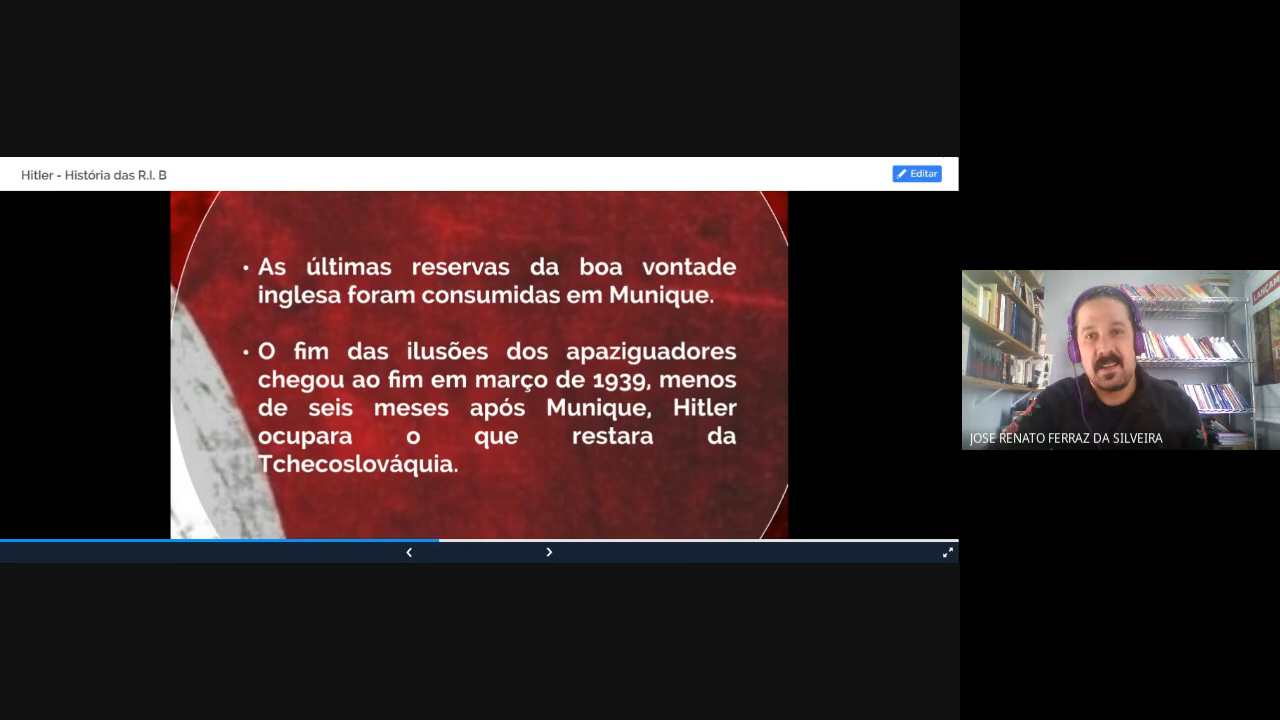 Hitler - História das R.I. B
Editar
• As últimas reservas da boa vontade
inglesa foram consumidas em Munique.
• O fim das ilusões dos apaziguadores
chegou ao fim em março de 1939, menos
de seis meses após Munique, Hitler
ocupara o que restara da
Tchecoslováquia.
LANÇAM
JOSE RENATO FERRAZ DA SILVEIRA